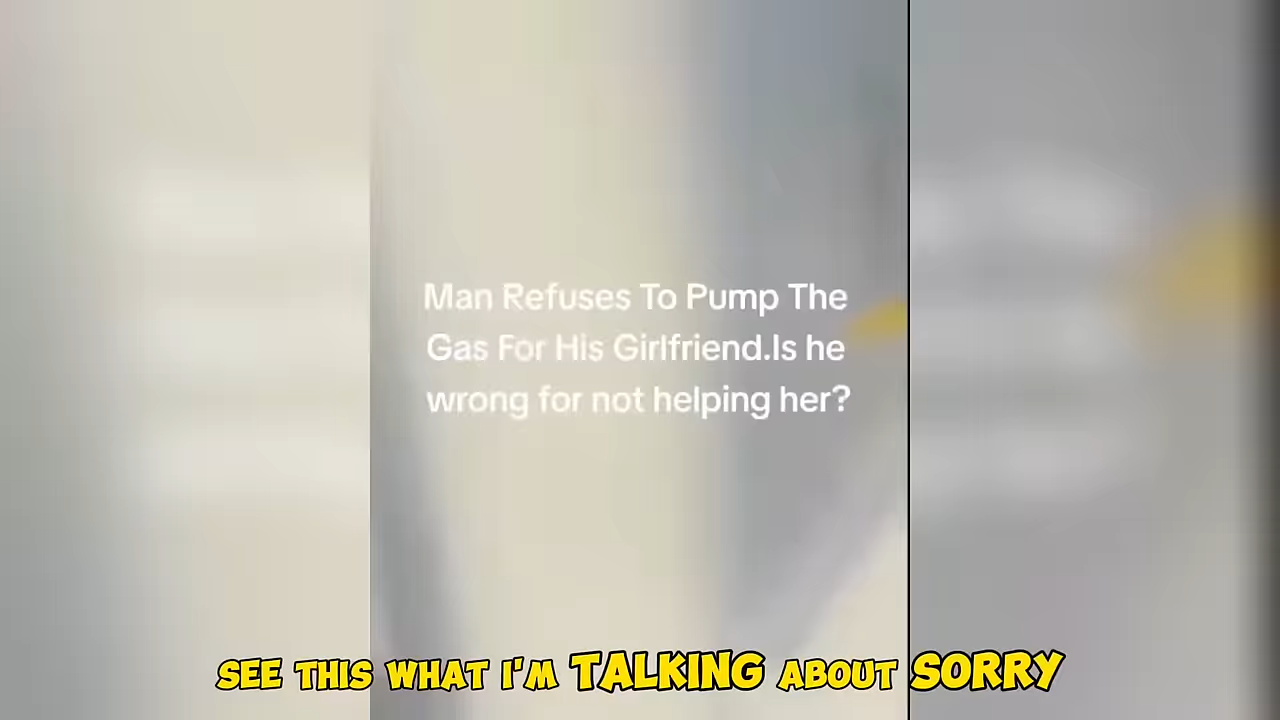 Man Refuses To Pump The
Gas For His Girlfriend.Is he
wrong for not helping her?
SEE THIS WHAT I'M TALKING ABOUT SORRY